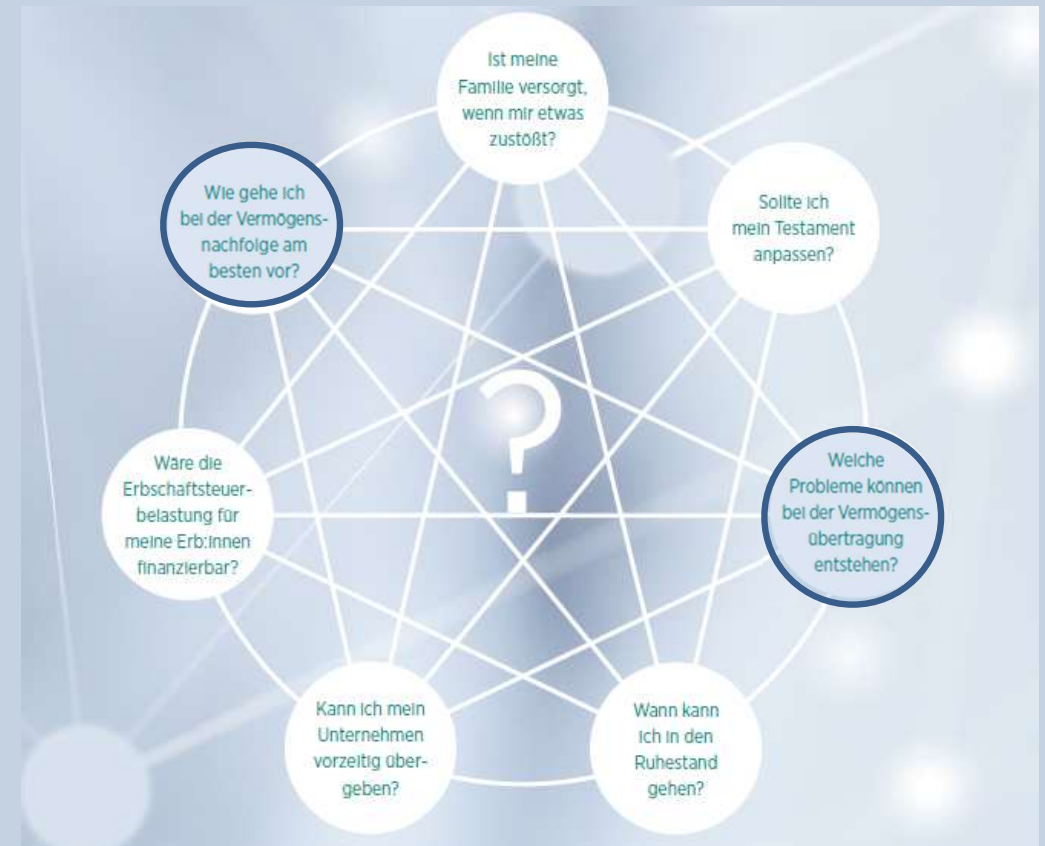 Ist meine
Familie versorgt,
wenn mir etwas
zustößt?
Wie gehe ich
bei der Vermögens-
nachfolge am
besten vor?
Sollte ich
mein Testament
anpassen?
?
Wäre die
Erbschaftsteuer-
belastung für
meine Erb:innen
finanzierbar?
Welche
Probleme können
bei der Vermögens-
übertragung
entstehen?
Kann ich mein
Unternehmen
vorzeitig über-
geben?
Wann kann
ich in den
Ruhestand
gehen?